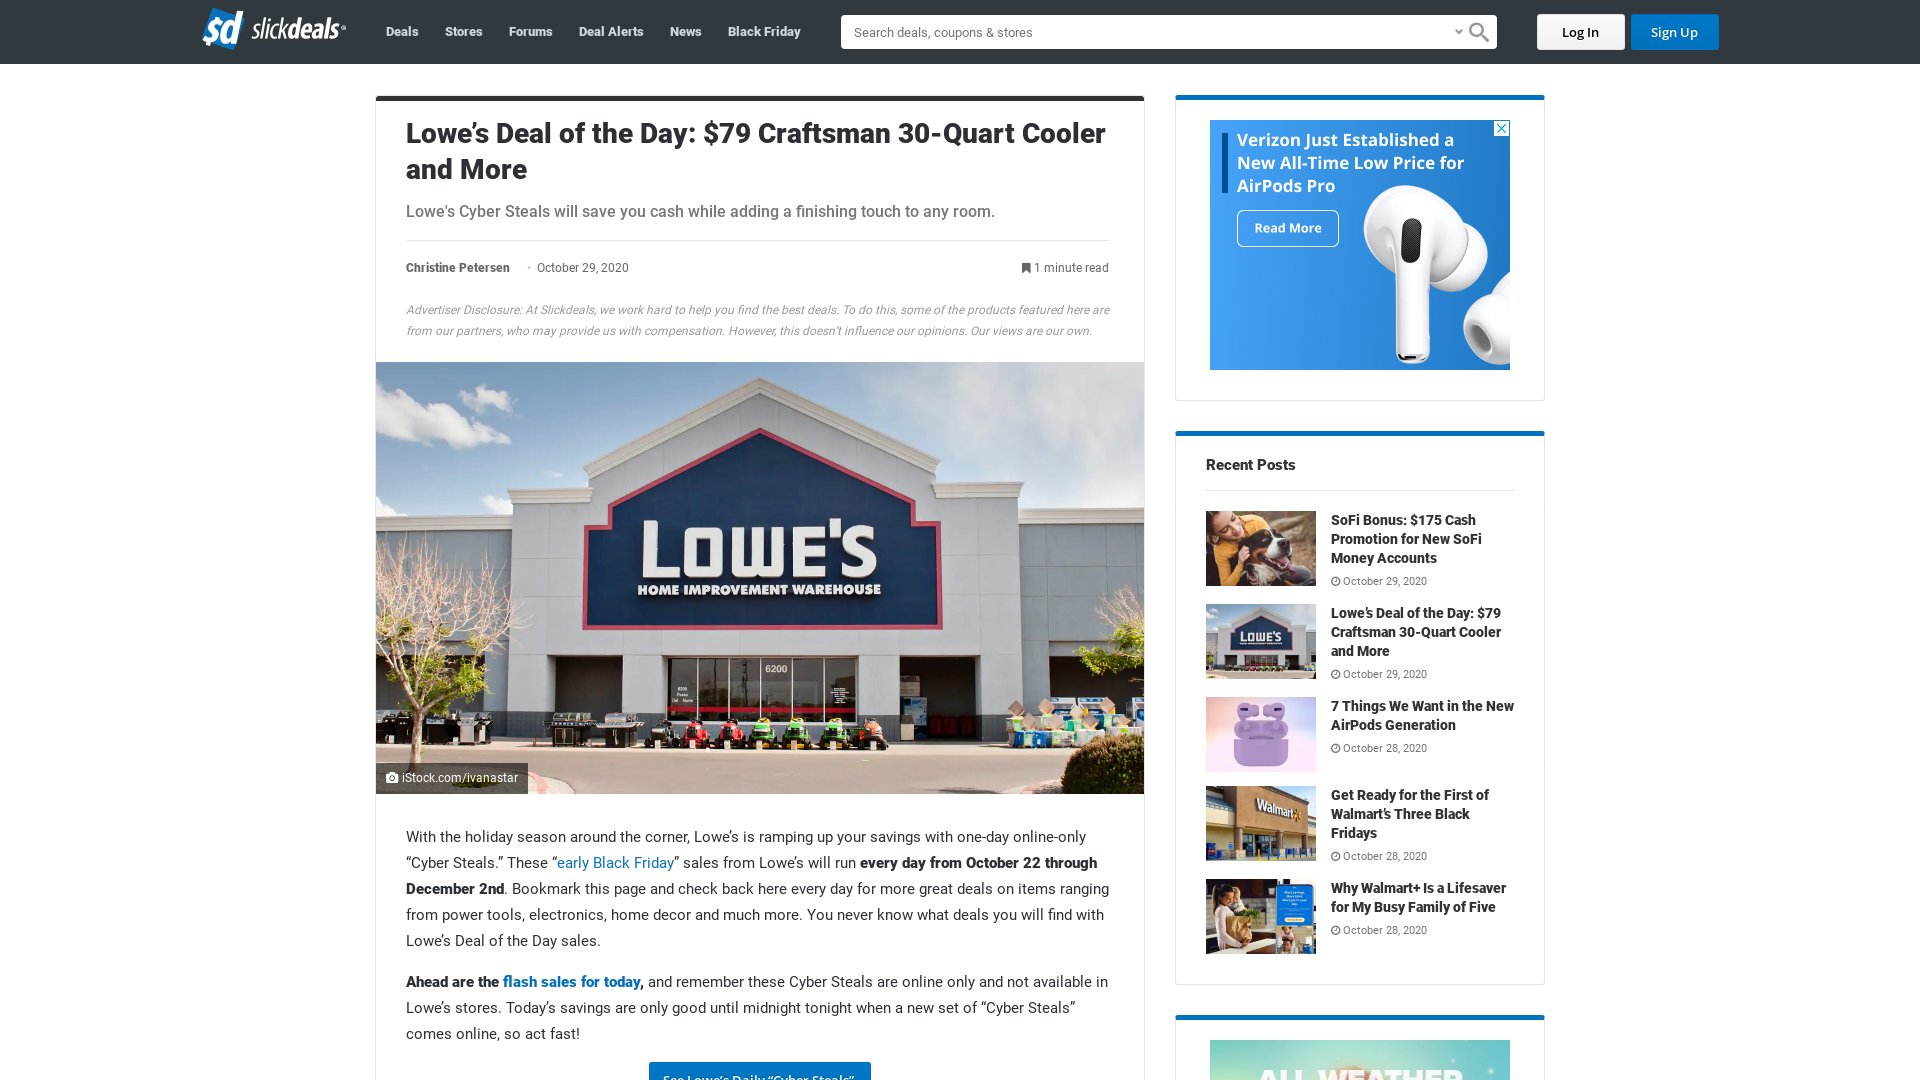 sd slickdeals
Deals
Stores
Forums
Deal Alerts
News
Black Friday
Search deals, coupons & stores
Log In
Sign Up
Lowe’s Deal of the Day: $79 Craftsman 30-Quart Cooler
and More
Lowe's Cyber Steals will save you cash while adding a finishing touch to any room.
Christine Petersen • October 29, 2020
1 minute read
Advertiser Disclosure: At Slickdeals, we work hard to help you find the best deals. To do this, some of the products featured here are
from our partners, who may provide us with compensation. However, this doesn’t influence our opinions. Our views are our own.
LOWE'S
HOME IMPROVEMENT WAREHOUSE
6200
iStock.com/ivanastar
With the holiday season around the corner, Lowe’s is ramping up your savings with one-day online-only
“Cyber Steals.” These “early Black Friday” sales from Lowe’s will run every day from October 22 through
December 2nd. Bookmark this page and check back here every day for more great deals on items ranging
from power tools, electronics, home decor and much more. You never know what deals you will find with
Lowe’s Deal of the Day sales.
Ahead are the flash sales for today, and remember these Cyber Steals are online only and not available in
Lowe’s stores. Today’s savings are only good until midnight tonight when a new set of “Cyber Steals”
comes online, so act fast!
See Lowe’s Daily “Cyber Steals”
Verizon Just Established a
New All-Time Low Price for
AirPods Pro
Read More
Recent Posts
SoFi Bonus: $175 Cash
Promotion for New SoFi
Money Accounts
October 29, 2020
LOWE'S
Lowe’s Deal of the Day: $79
Craftsman 30-Quart Cooler
and More
October 29, 2020
7 Things We Want in the New
AirPods Generation
October 28, 2020
Walmart
Get Ready for the First of
Walmart’s Three Black
Fridays
October 28, 2020
Why Walmart+ Is a Lifesaver
for My Busy Family of Five
October 28, 2020
ALL WEATHER